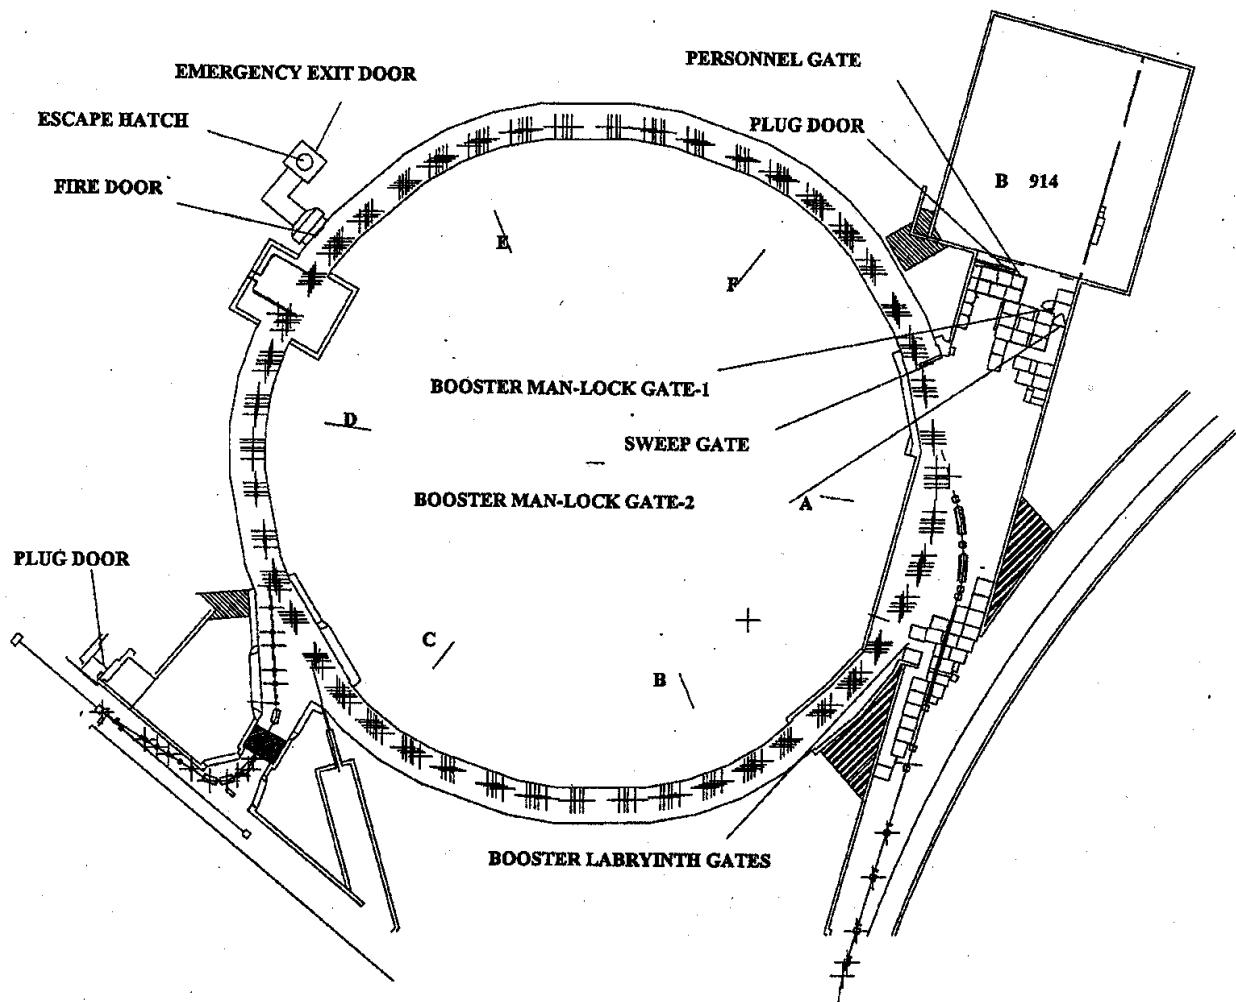 PERSONNEL GATE
EMERGENCY EXIT DOOR
ESCAPE HATCH
PLUG DOOR
FIRE DOOR
B 914
E
F
BOOSTER MAN-LOCK GATE-1
D
SWEEP GATE
BOOSTER MAN-LOCK GATE-2
A
PLUG DOOR
C
B
BOOSTER LABRYINTH GATES